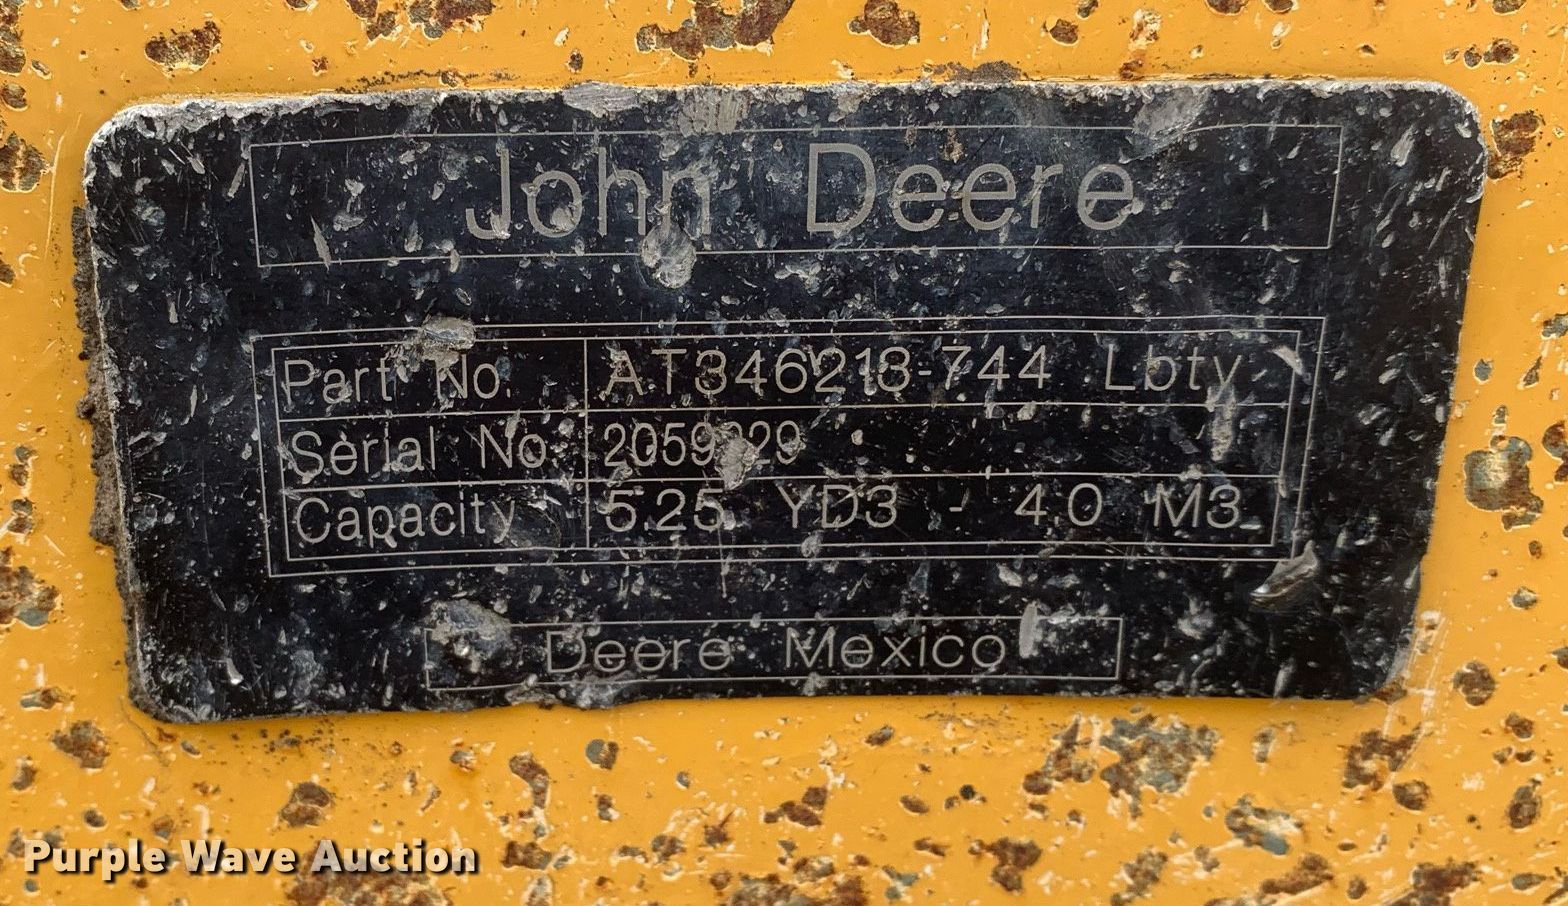 John Deere
Part No. AT346213-744 Lbty
Serial No.
Capacity 5.25 YD3 - 4.0 M3
Deere Mexico
Purple Wave Auction